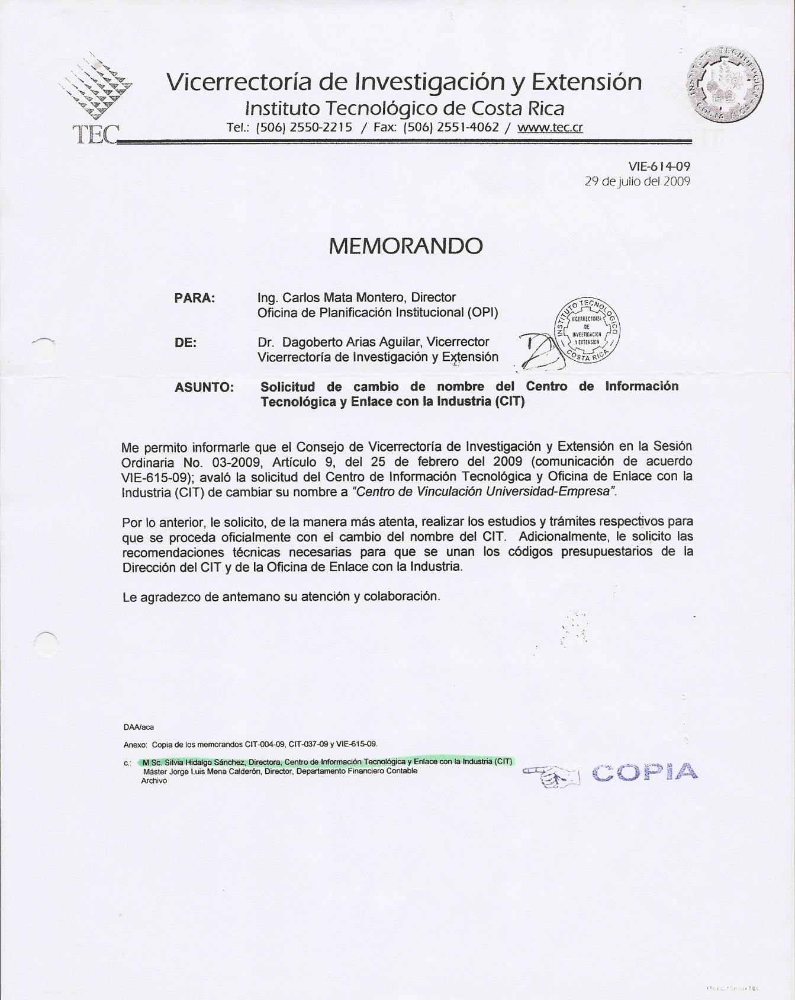 TEC
Vicerrectoría de Investigación y Extensión
Instituto Tecnológico de Costa Rica
Tel.: (506) 2550-2215 / Fax: (506) 2551-4062 / www.tec.cr
INSTITUTO TECNOLOGICO
COSTA RICA
VIE-614-09
29 de julio del 2009
MEMORANDO
PARA: Ing. Carlos Mata Montero, Director
Oficina de Planificación Institucional (OPI)
DE: Dr. Dagoberto Arias Aguilar, Vicerrector
Vicerrectoría de Investigación y Extensión
INSTITUTO TECNOLOGICO
VICERRECTORIA
DE
INVESTIGACION
Y EXTENSION
COSTA RICA
ASUNTO: Solicitud de cambio de nombre del Centro de Información
Tecnológica y Enlace con la Industria (CIT)
Me permito informarle que el Consejo de Vicerrectoría de Investigación y Extensión en la Sesión
Ordinaria No. 03-2009, Artículo 9, del 25 de febrero del 2009 (comunicación de acuerdo
VIE-615-09); avaló la solicitud del Centro de Información Tecnológica y Oficina de Enlace con la
Industria (CIT) de cambiar su nombre a “Centro de Vinculación Universidad-Empresa”.
Por lo anterior, le solicito, de la manera más atenta, realizar los estudios y trámites respectivos para
que se proceda oficialmente con el cambio del nombre del CIT. Adicionalmente, le solicito las
recomendaciones técnicas necesarias para que se unan los códigos presupuestarios de la
Dirección del CIT y de la Oficina de Enlace con la Industria.
Le agradezco de antemano su atención y colaboración.
DAA/aca
Anexo: Copia de los memorandos CIT-004-09, CIT-037-09 y VIE-615-09.
c.: M.Sc. Silvia Hidalgo Sánchez, Directora, Centro de Información Tecnológica y Enlace con la Industria (CIT)
Máster Jorge Luis Mena Calderón, Director, Departamento Financiero Contable
Archivo
COPIA